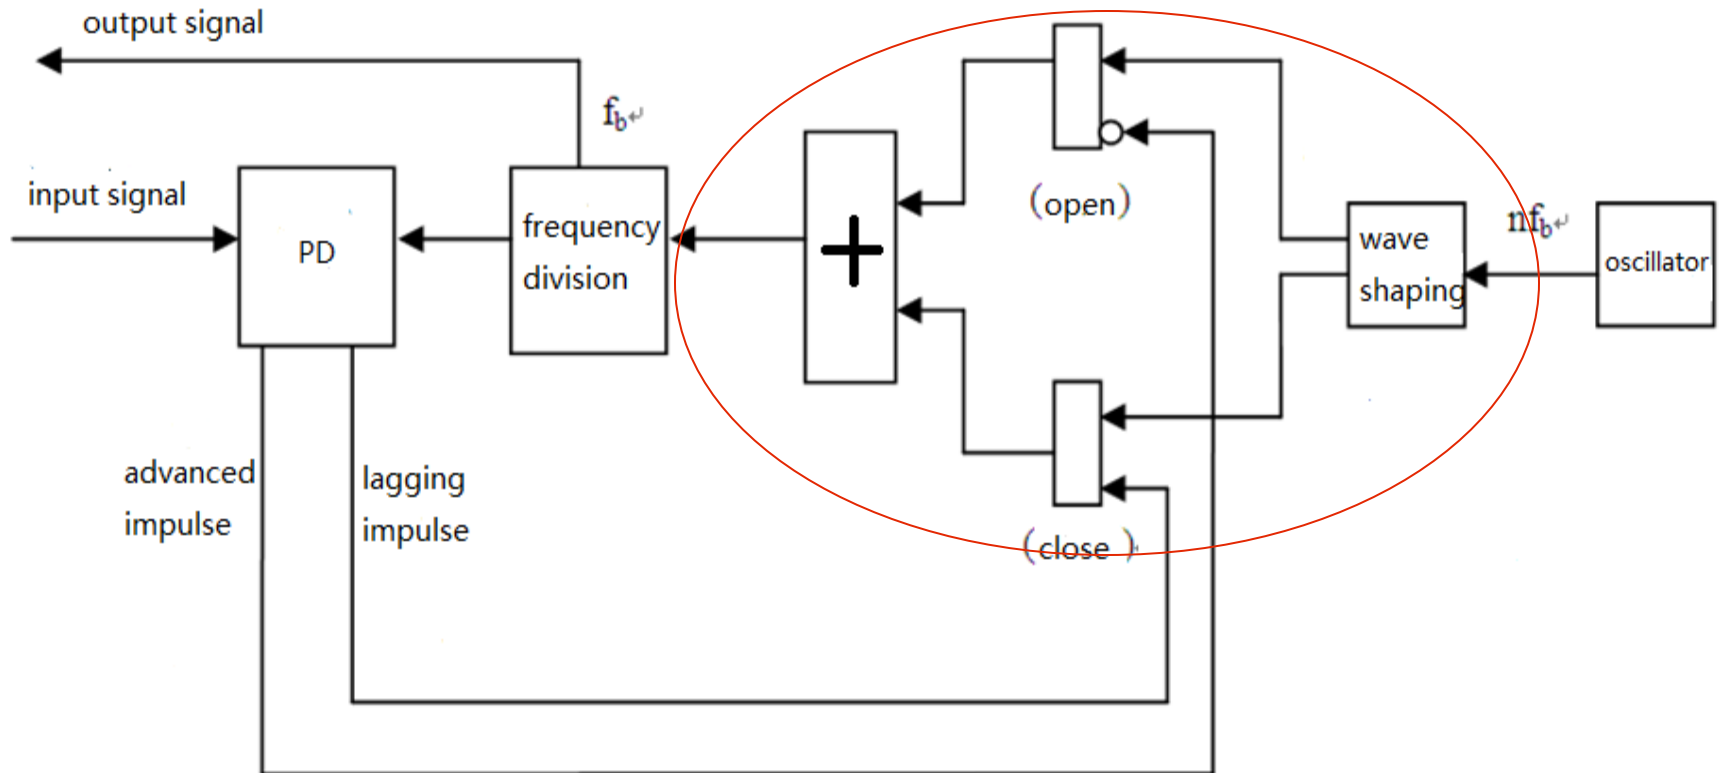 output signal
f_b↵
input signal
PD
frequency
division
+
(open)
wave
shaping
nf_b↵
oscillator
advanced
impulse
lagging
impulse
(close )